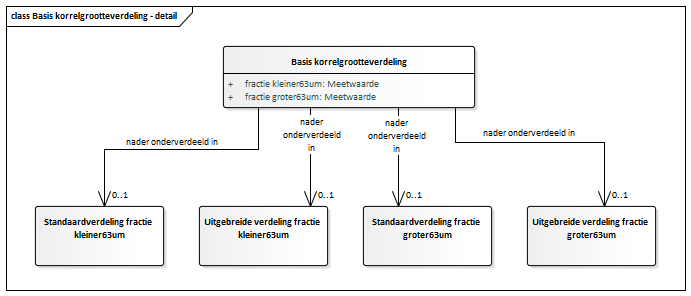 class Basis korrelgrootteverdeling - detail
Basis korrelgrootteverdeling
+ fractie kleiner63um: Meetwaarde
+ fractie groter63um: Meetwaarde
nader onderverdeeld in
nader
onderverdeeld
in
nader
onderverdeeld
in
nader onderverdeeld in
0..1
0..1
0..1
0..1
Standaardverdeling fractie
kleiner63um
Uitgebreide verdeling fractie
kleiner63um
Standaardverdeling fractie
groter63um
Uitgebreide verdeling fractie
groter63um